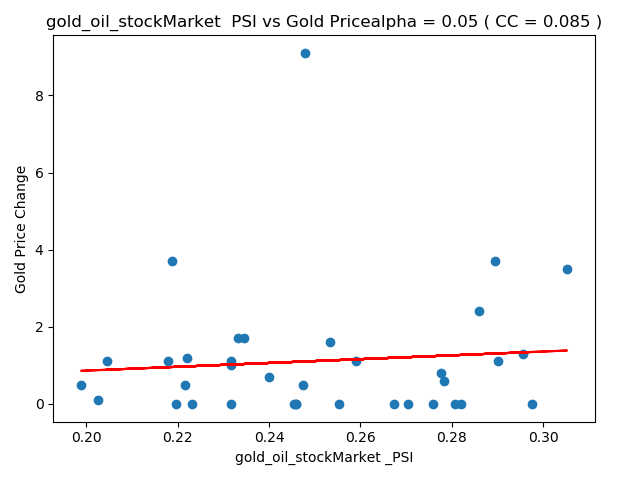 gold_oil_stockMarket  PSI vs Gold Pricealpha = 0.05 ( CC = 0.085 )
Gold Price Change
8
6
4
2
0
0.20 0.22 0.24 0.26 0.28 0.30
gold_oil_stockMarket _PSI